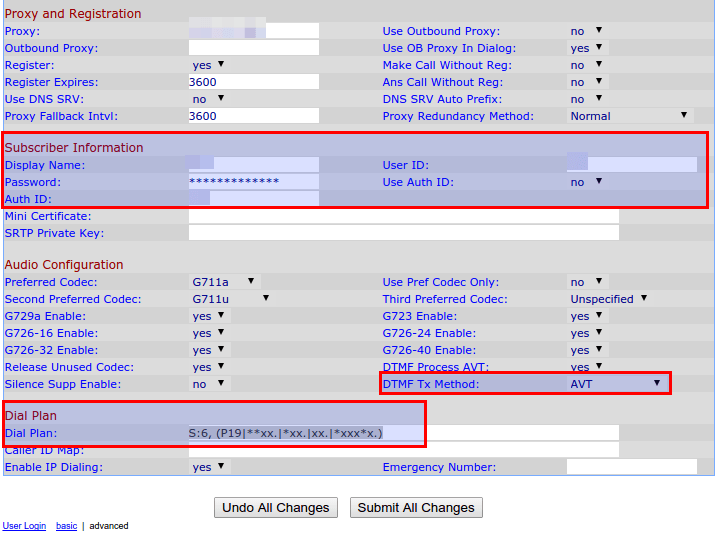 Proxy and Registration
Proxy: Use Outbound Proxy: no
Outbound Proxy: Use OB Proxy In Dialog: yes
Register: yes Make Call Without Reg: no
Register Expires: 3600 Ans Call Without Reg: no
Use DNS SRV: no DNS SRV Auto Prefix: no
Proxy Fallback Intvl: 3600 Proxy Redundancy Method: Normal
Subscriber Information
Display Name: User ID:
Password: ************* Use Auth ID: no
Auth ID:
Mini Certificate:
SRTP Private Key:
Audio Configuration
Preferred Codec: G711a Use Pref Codec Only: no
Second Preferred Codec: G711u Third Preferred Codec: Unspecified
G729a Enable: yes G723 Enable: yes
G726-16 Enable: yes G726-24 Enable: yes
G726-32 Enable: yes G726-40 Enable: yes
Release Unused Codec: yes DTMF Process AVT: yes
Silence Supp Enable: no DTMF Tx Method: AVT
Dial Plan
Dial Plan: S:6, (P19|**xx.|*xx.|xx.|*xxx*x.)
Caller ID Map:
Enable IP Dialing: yes Emergency Number:
Undo All Changes Submit All Changes
User Login basic | advanced